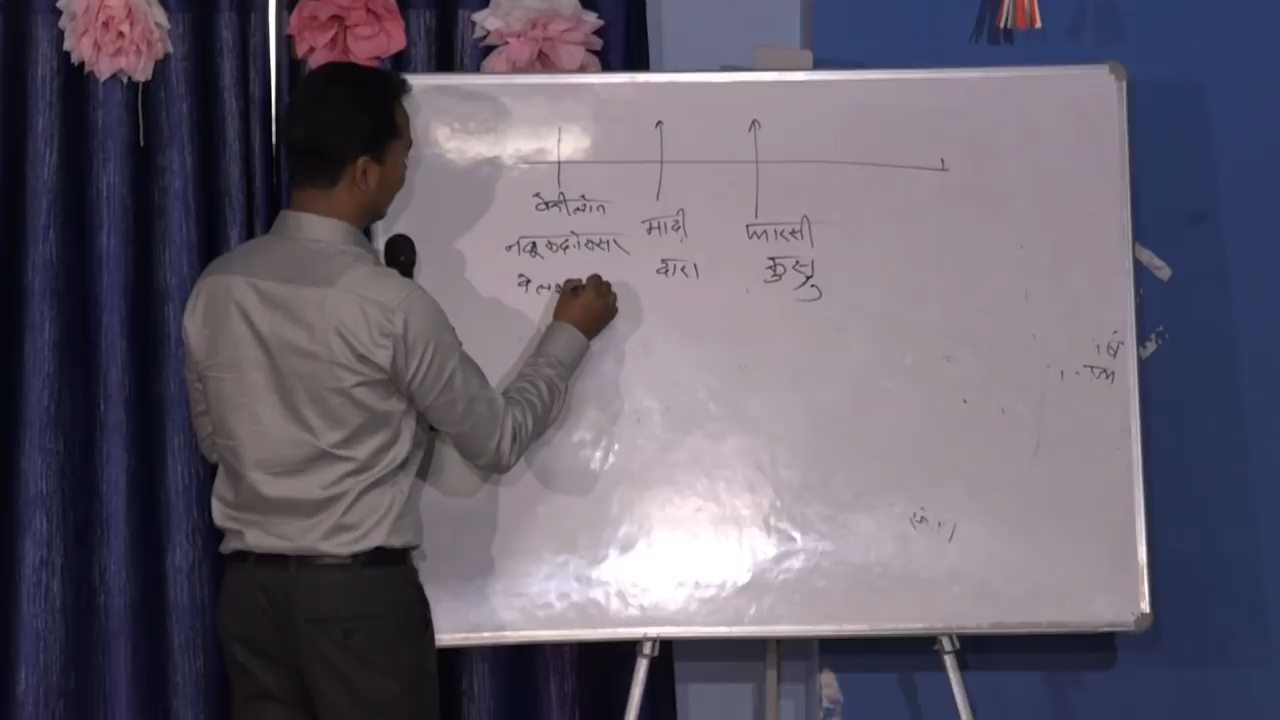 बेबीलोन
नबूकदनेस्सर
मादी
दारा
फारसी
कुस्रू